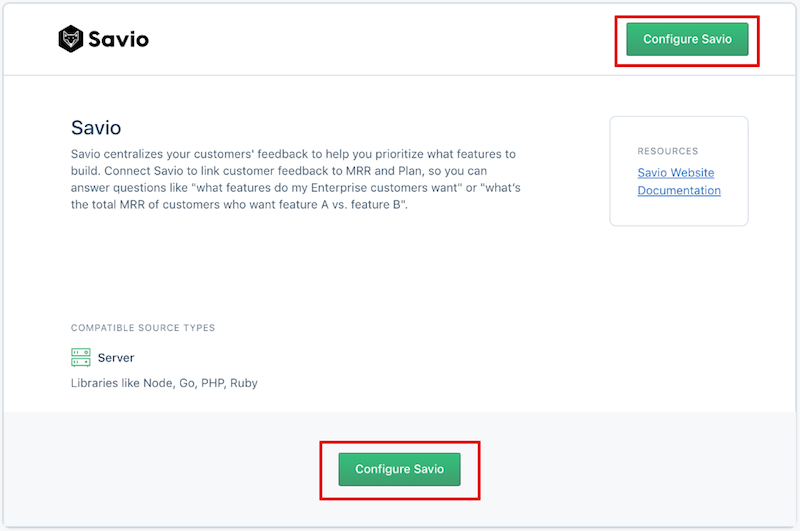 Savio
Configure Savio
Savio
Savio centralizes your customers' feedback to help you prioritize what features to
build. Connect Savio to link customer feedback to MRR and Plan, so you can
answer questions like "what features do my Enterprise customers want" or "what's
the total MRR of customers who want feature A vs. feature B".
RESOURCES
Savio Website
Documentation
COMPATIBLE SOURCE TYPES
Server
Libraries like Node, Go, PHP, Ruby
Configure Savio